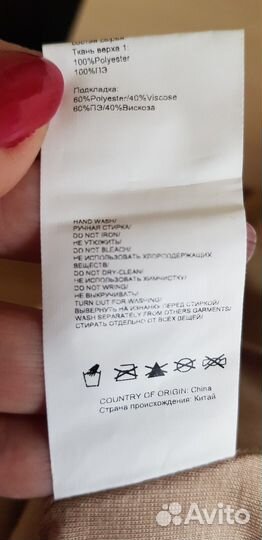 Ткань верха 1:
100%Polyester
100%ПЭ
Подкладка:
60%Polyester/40%Viscose
60%ПЭ/40%Вискоза
HAND WASH/
РУЧНАЯ СТИРКА/
DO NOT IRON/
НЕ УТЮЖИТЬ/
DO NOT BLEACH/
НЕ ИСПОЛЬЗОВАТЬ ХЛОРСОДЕРЖАЩИХ
ВЕЩЕСТВ/
DO NOT DRY-CLEAN/
НЕ ИСПОЛЬЗОВАТЬ ХИМЧИСТКУ/
DO NOT WRING/
НЕ ВЫКРУЧИВАТЬ/
TURN OUT FOR WASHING/
ВЫВЕРНУТЬ НА ИЗНАНКУ ПЕРЕД СТИРКОЙ/
WASH SEPARATELY FROM OTHERS GARMENTS/
СТИРАТЬ ОТДЕЛЬНО ОТ ВСЕХ ВЕЩЕЙ/
COUNTRY OF ORIGIN: China
Страна происхождения: Китай
Avito